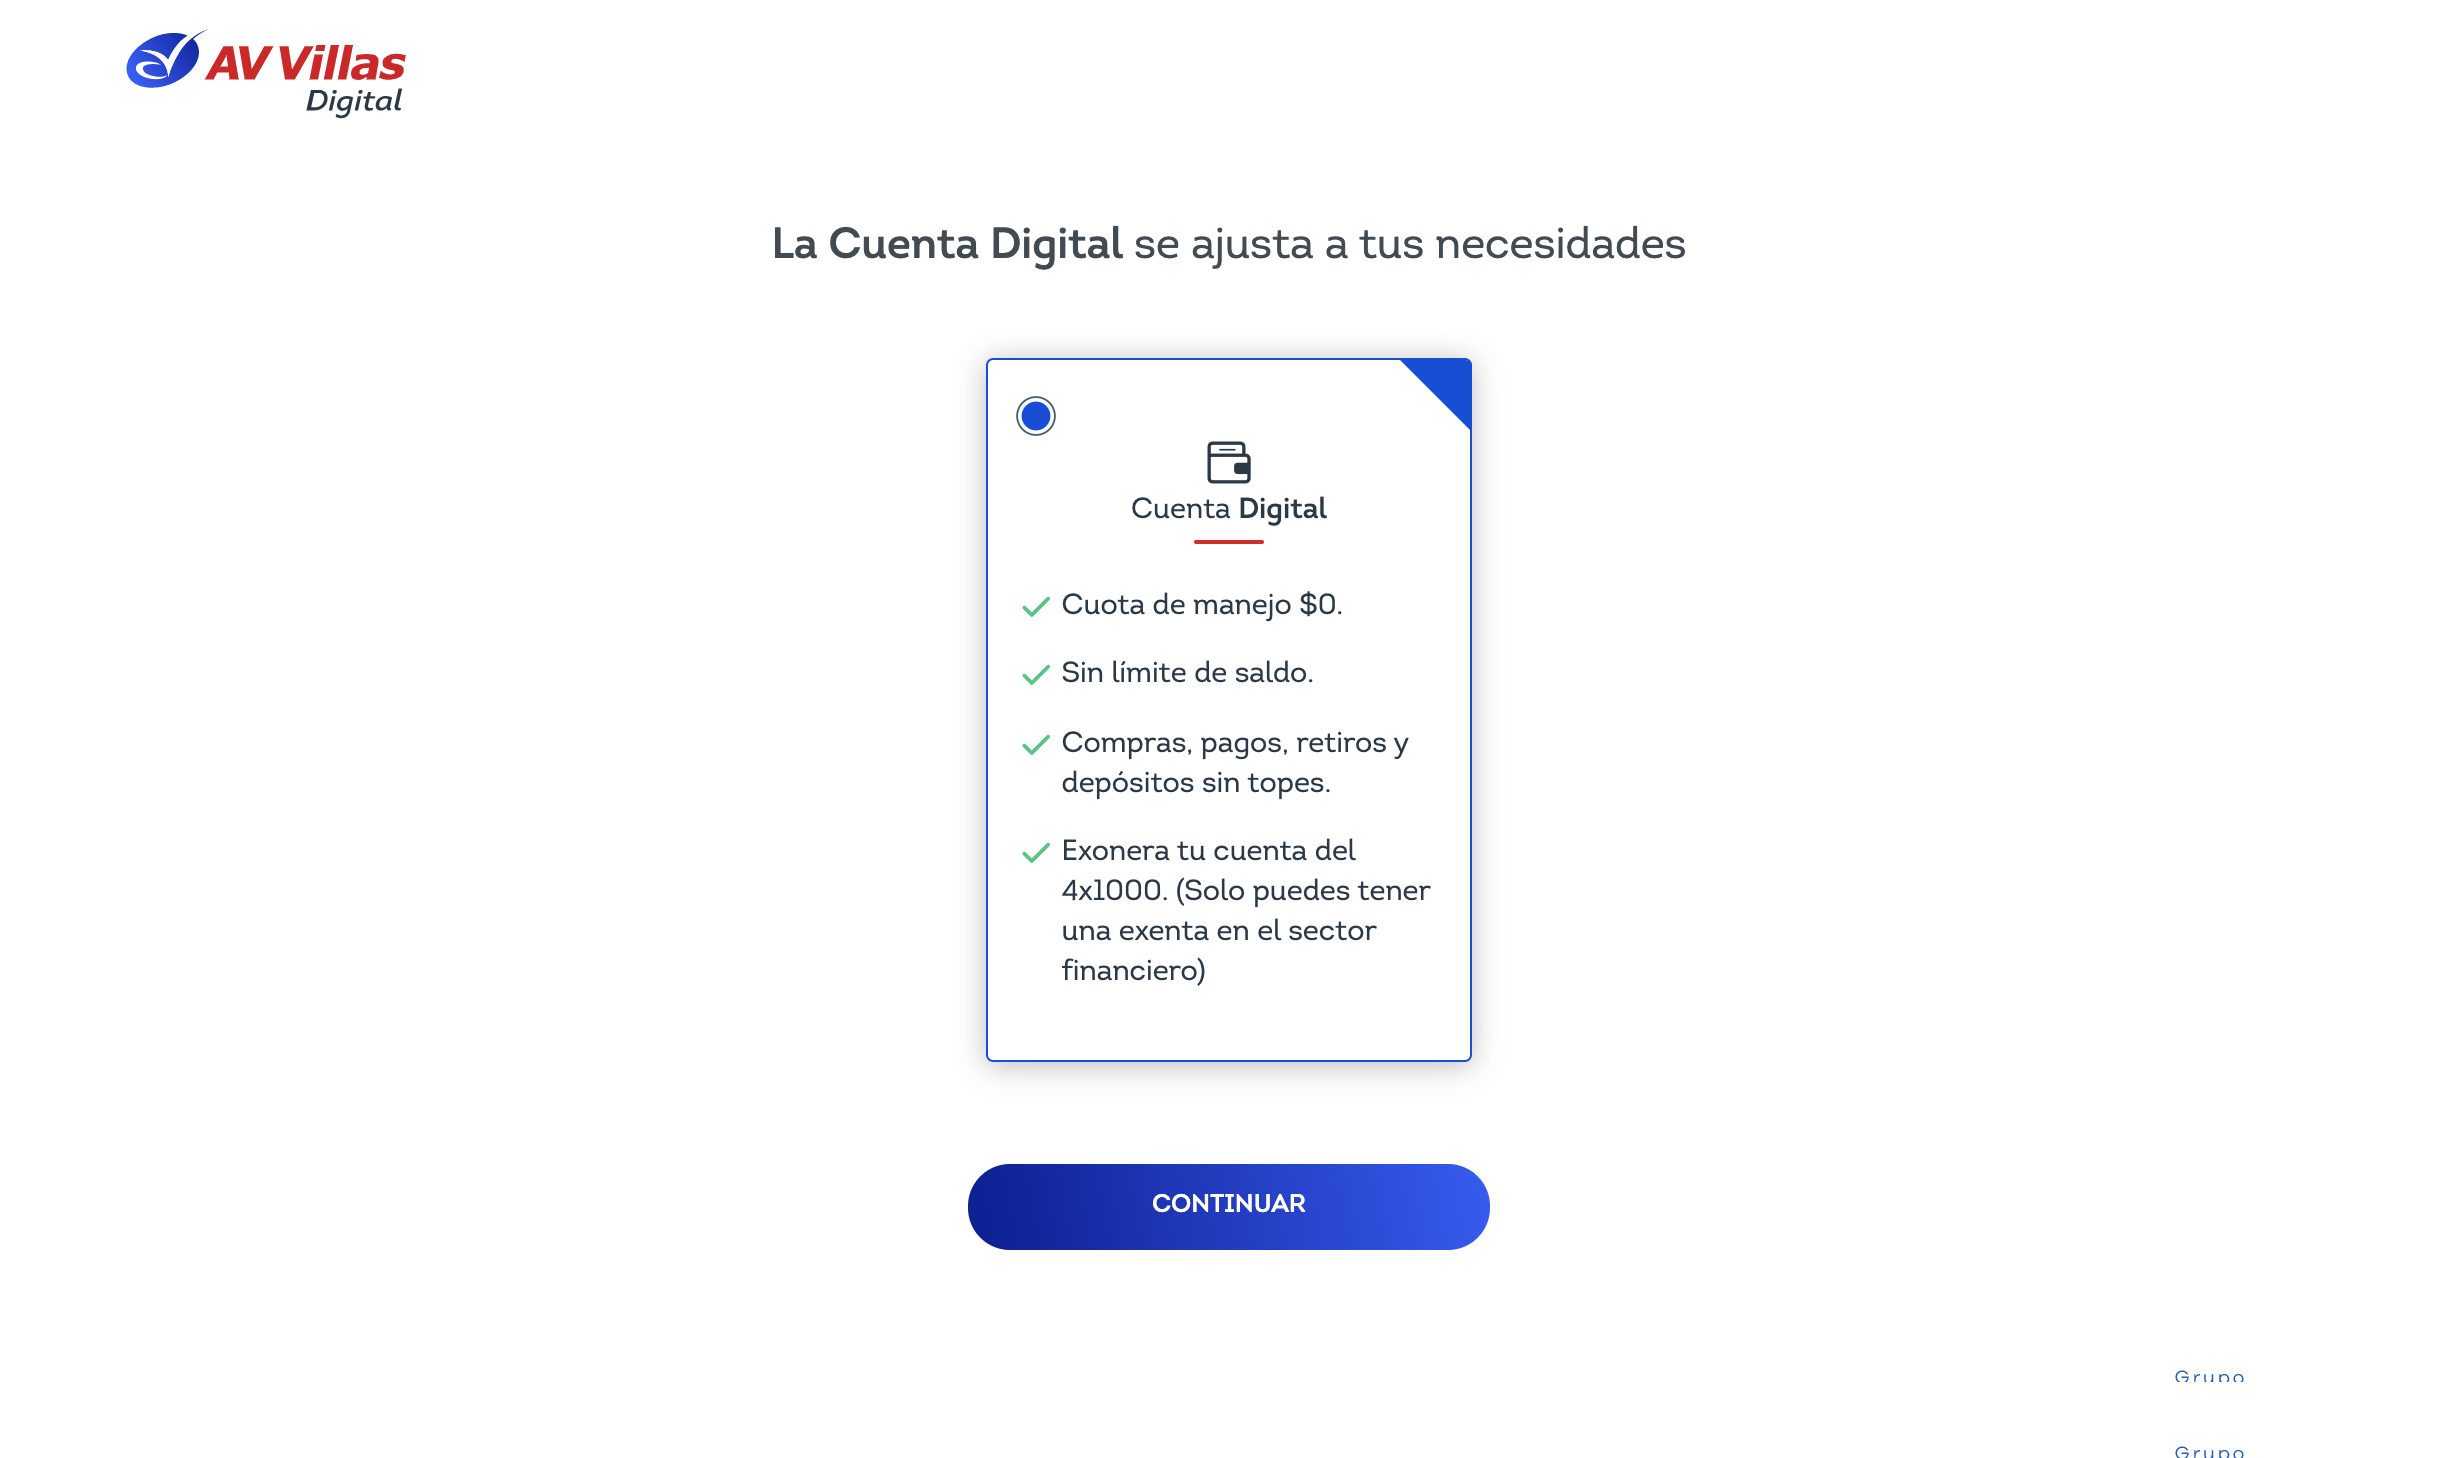 AV Villas
Digital
La Cuenta Digital se ajusta a tus necesidades
Cuenta Digital
Cuota de manejo $0.
Sin límite de saldo.
Compras, pagos, retiros y
depósitos sin topes.
Exonera tu cuenta del
4x1000. (Solo puedes tener
una exenta en el sector
financiero)
CONTINUAR
Grupo
Grupo